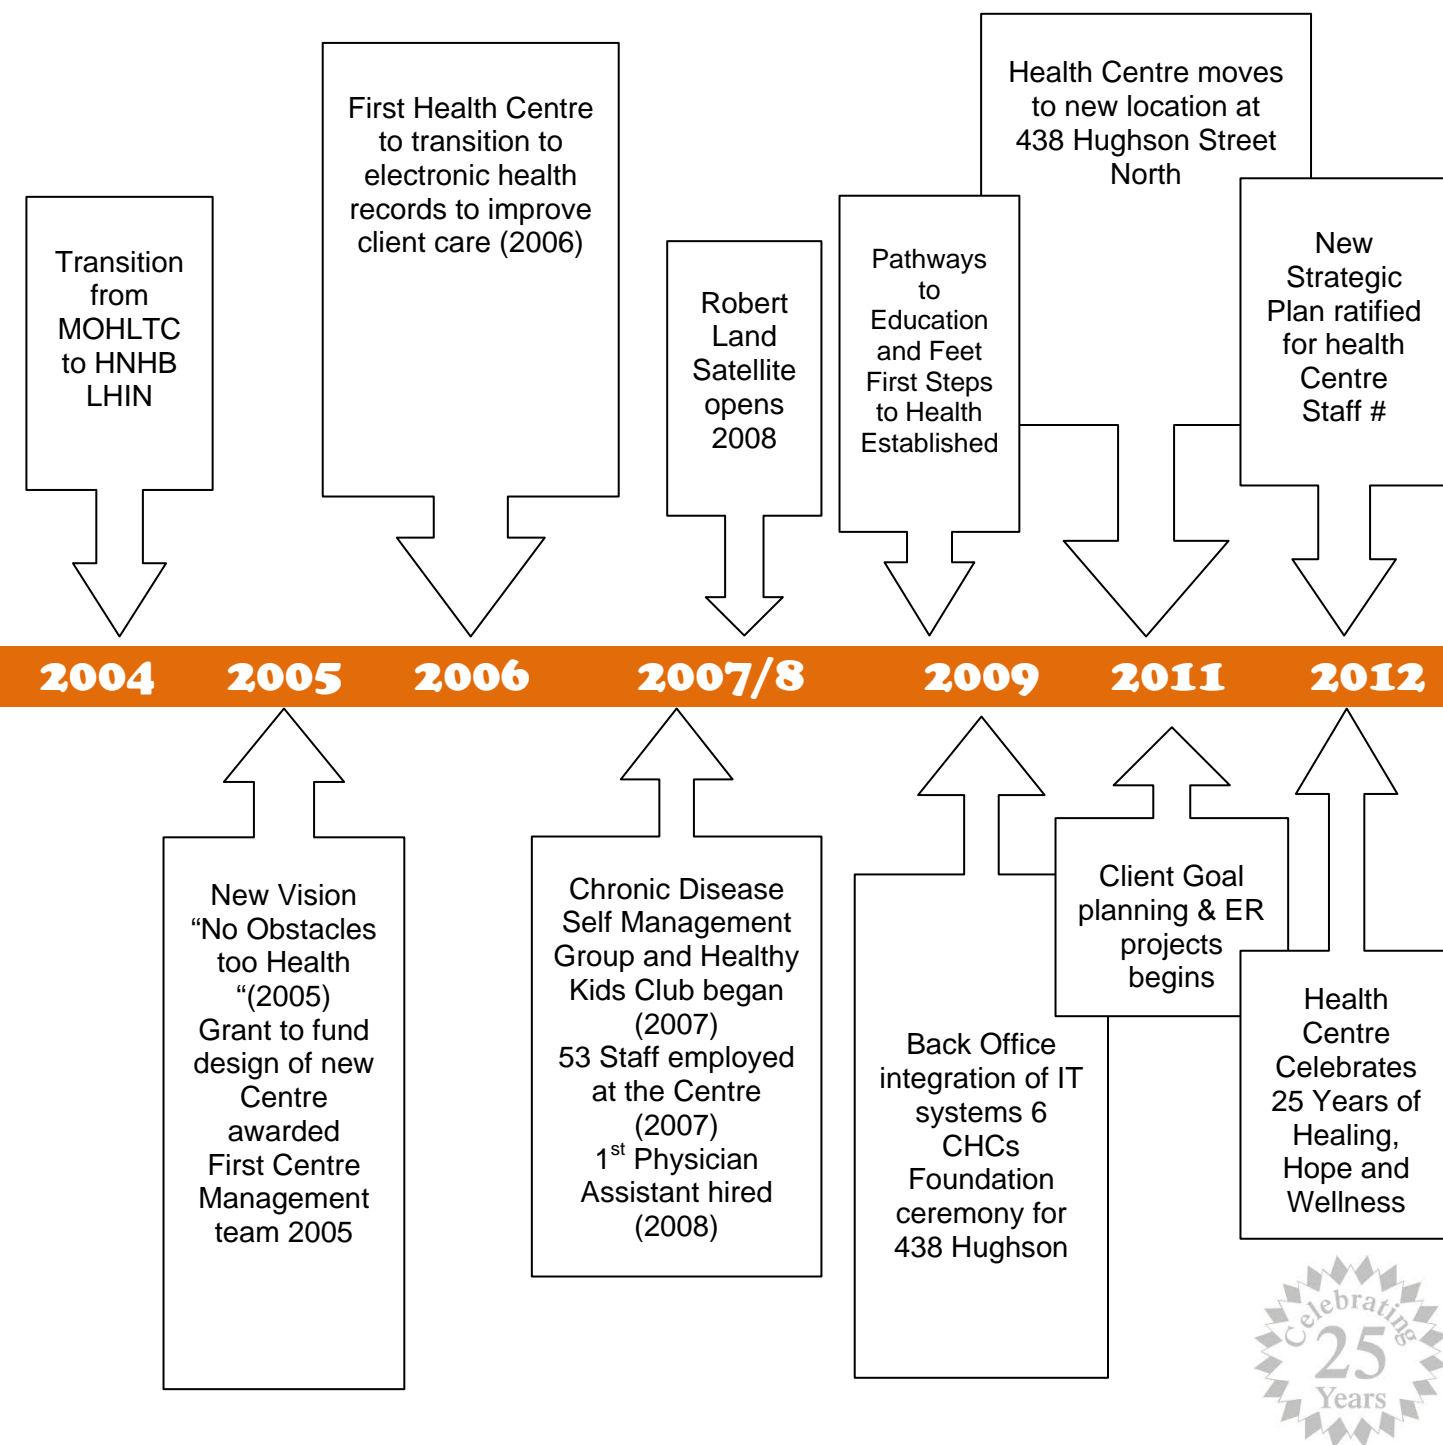 Health Centre moves
to new location at
438 Hughson Street
North
First Health Centre
to transition to
electronic health
records to improve
client care (2006)
Transition
from
MOHLTC
to HNHB
LHIN
Robert
Land
Satellite
opens
2008
Pathways
to
Education
and Feet
First Steps
to Health
Established
New
Strategic
Plan ratified
for health
Centre
Staff #
2004 2005 2006 2007/8 2009 2011 2012
New Vision
“No Obstacles
too Health
“(2005)
Grant to fund
design of new
Centre
awarded
First Centre
Management
team 2005
Chronic Disease
Self Management
Group and Healthy
Kids Club began
(2007)
53 Staff employed
at the Centre
(2007)
1st Physician
Assistant hired
(2008)
Back Office
integration of IT
systems 6
CHCs
Foundation
ceremony for
438 Hughson
Client Goal
planning & ER
projects
begins
Health
Centre
Celebrates
25 Years of
Healing,
Hope and
Wellness
Celebrating
25
Years